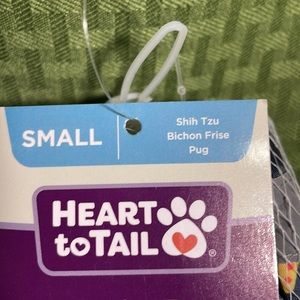 SMALL
Shih Tzu
Bichon Frise
Pug
HEART
to TAIL
®